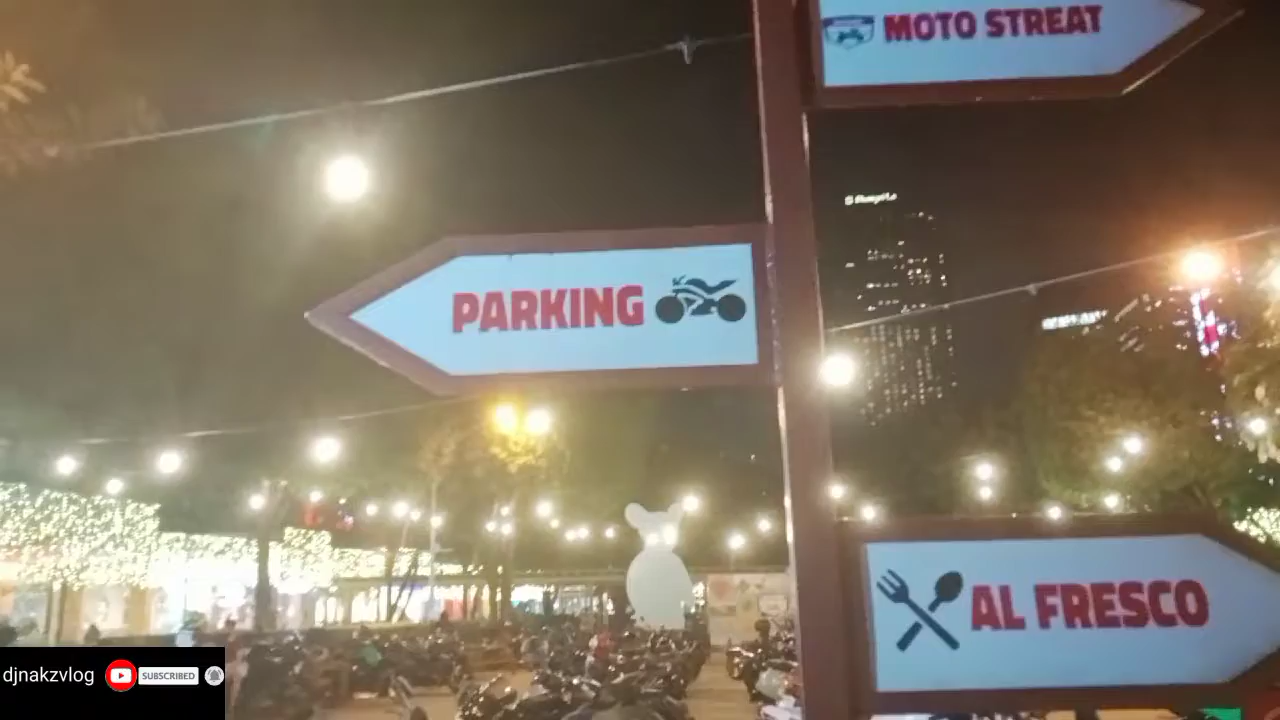 MOTO STREAT
PARKING
AL FRESCO
djnakzvlog
SUBSCRIBED